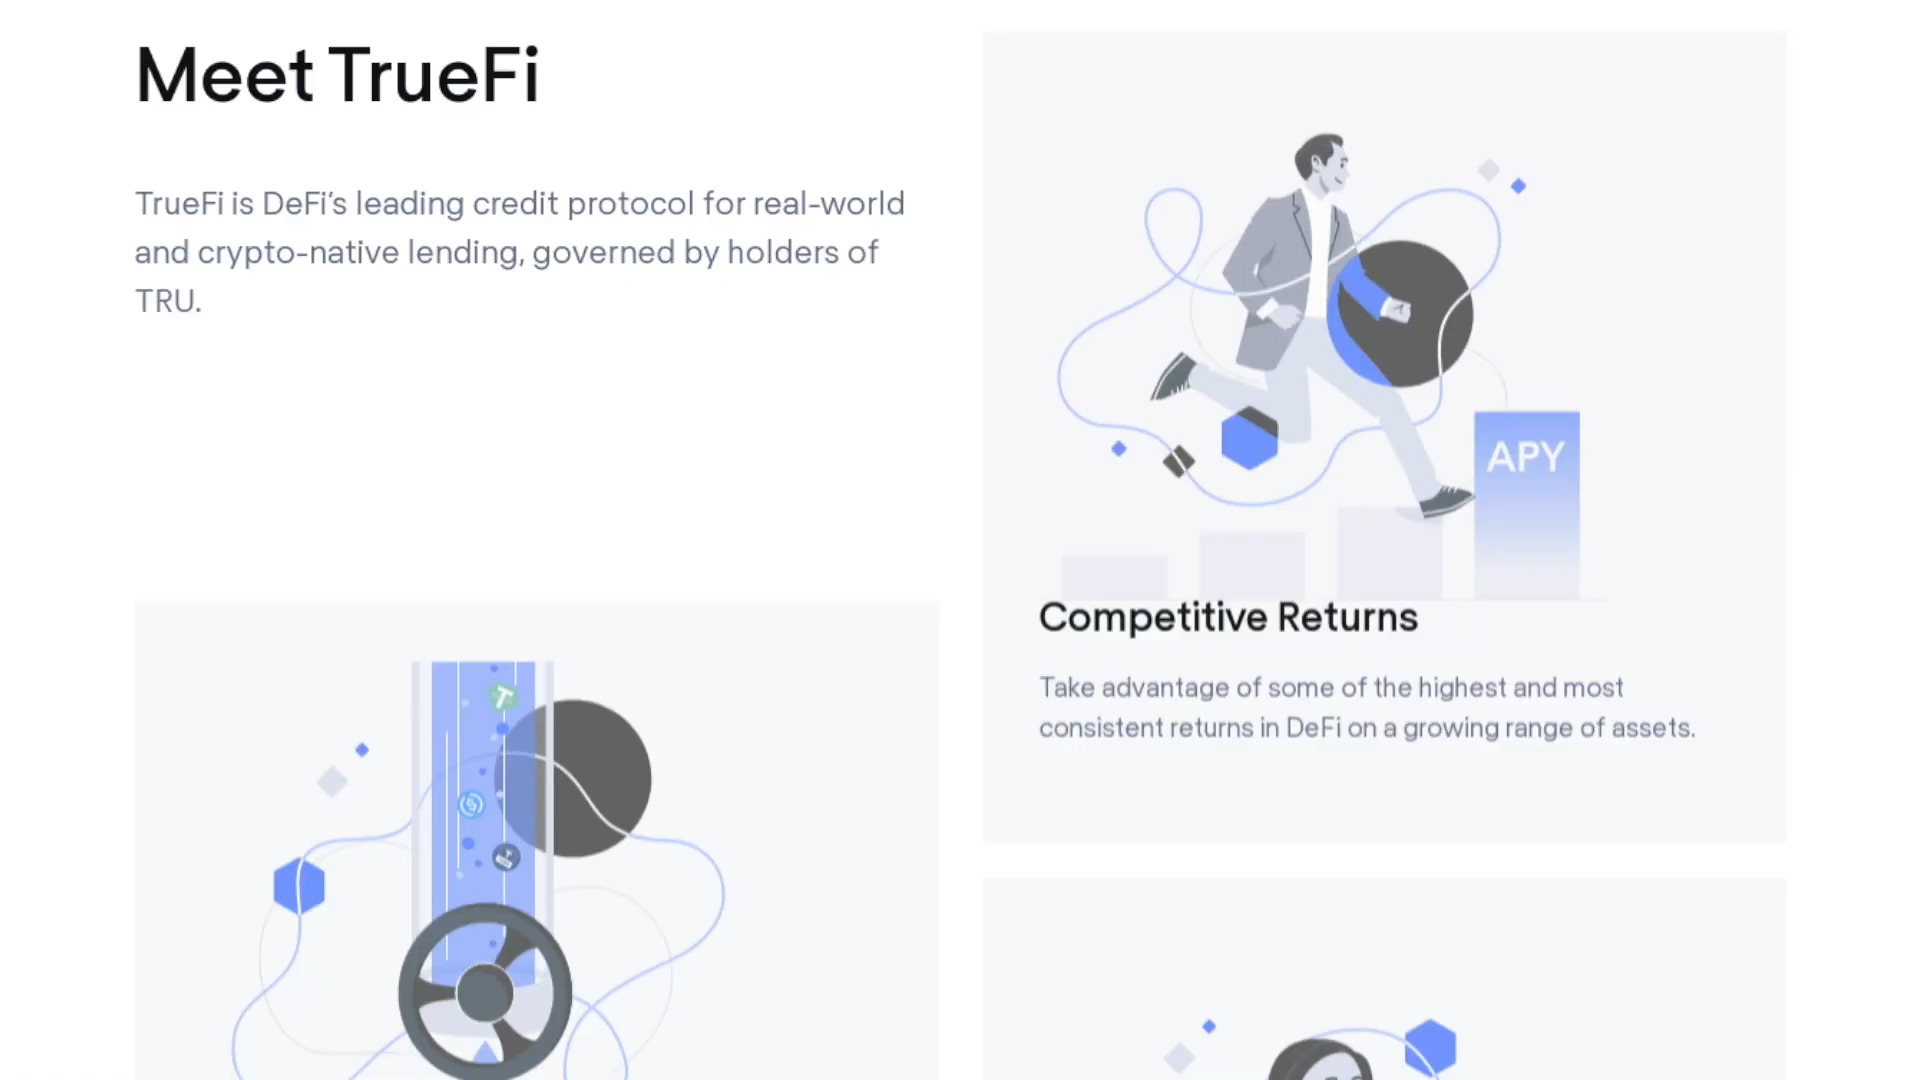 Meet TrueFi
TrueFi is DeFi’s leading credit protocol for real-world
and crypto-native lending, governed by holders of
TRU.
APY
Competitive Returns
Take advantage of some of the highest and most
consistent returns in DeFi on a growing range of assets.